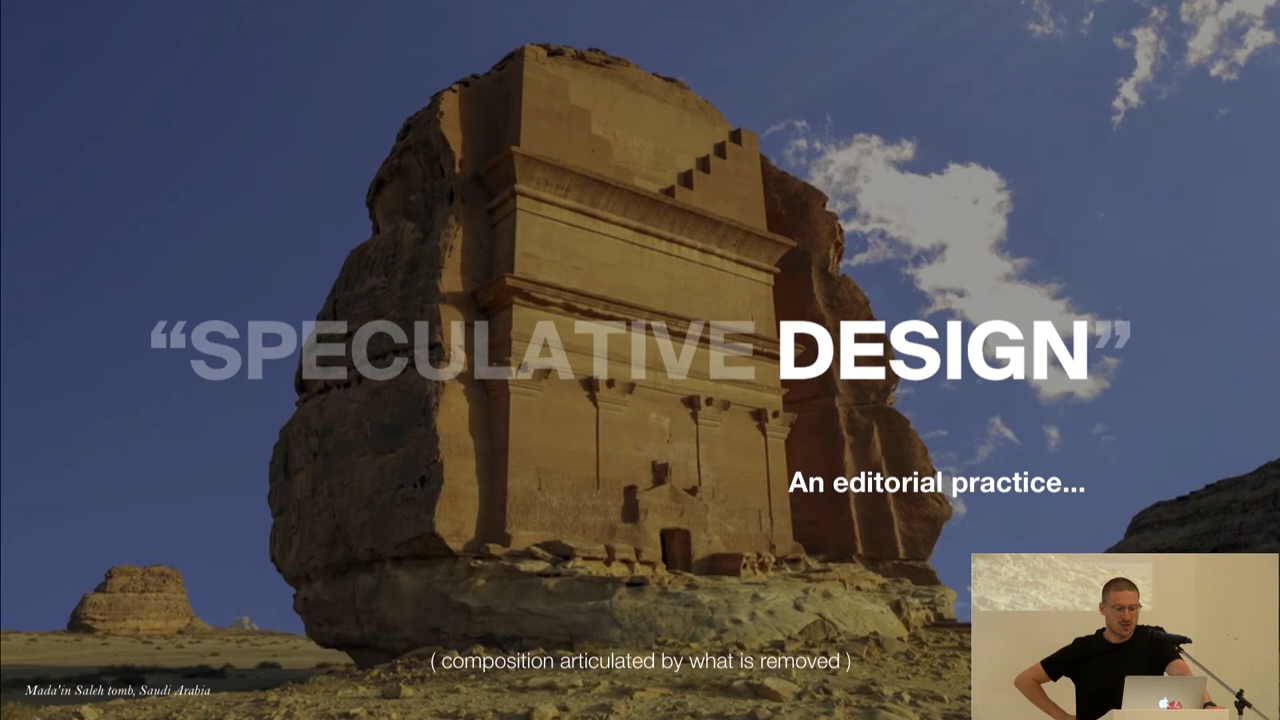 “SPECULATIVE DESIGN”
An editorial practice...
( composition articulated by what is removed )
Mada'in Saleh tomb, Saudi Arabia